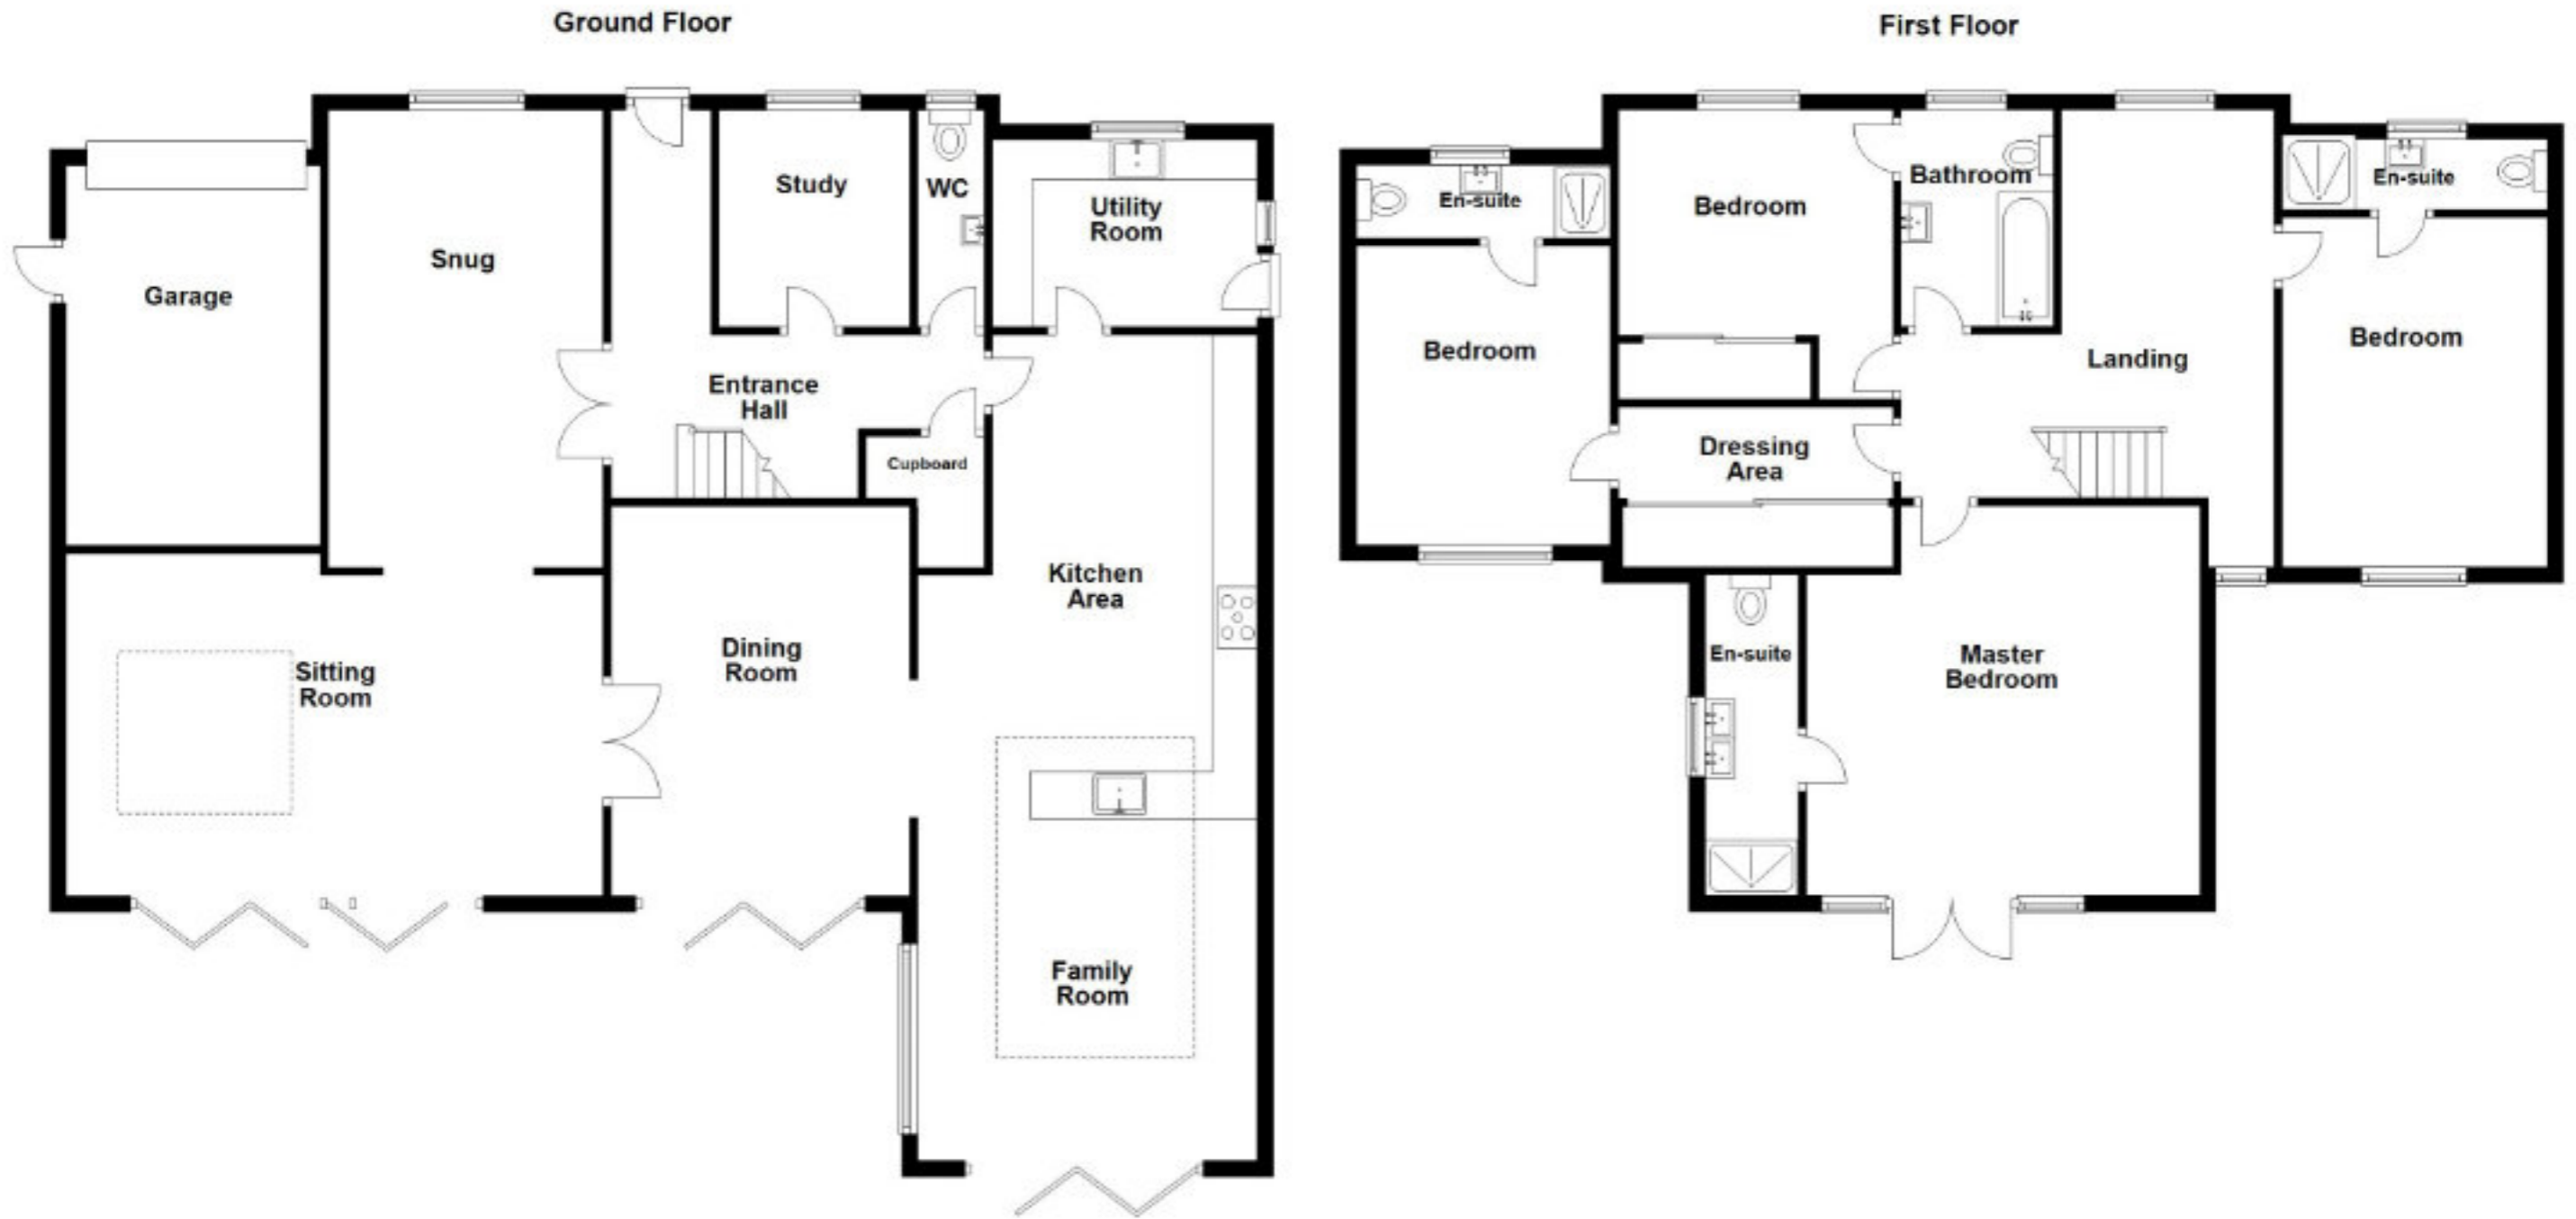 Ground Floor
Garage
Snug
Study
WC
Utility
Room
Entrance
Hall
Cupboard
Kitchen
Area
Sitting
Room
Dining
Room
Family
Room
First Floor
En-suite
Bedroom
Bathroom
En-suite
Bedroom
Landing
Bedroom
Dressing
Area
En-suite
Master
Bedroom